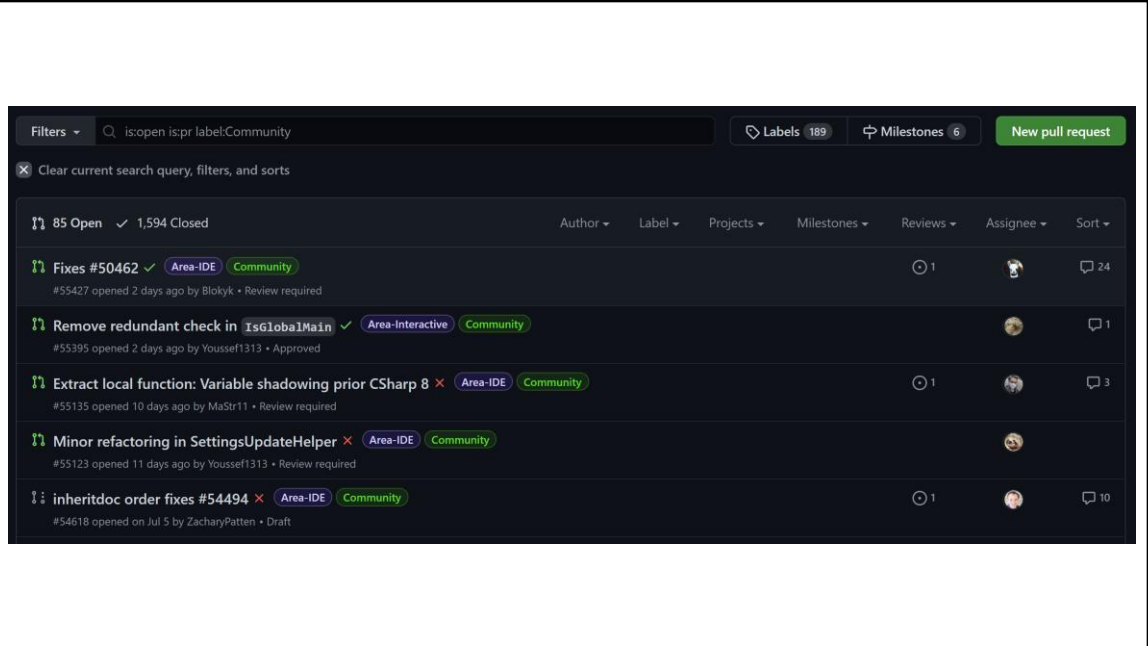 Filters
is:open is:pr label:Community
Labels 189
Milestones 6
New pull request
Clear current search query, filters, and sorts
85 Open 1,594 Closed
Author Label Projects Milestones Reviews Assignee Sort
Fixes #50462 Area-IDE Community 1 24
#55427 opened 2 days ago by Blokyk • Review required
Remove redundant check in IsGlobalMain Area-Interactive Community 1
#55395 opened 2 days ago by Youssef1313 • Approved
Extract local function: Variable shadowing prior CSharp 8 Area-IDE Community 1 3
#55135 opened 10 days ago by MaStr11 • Review required
Minor refactoring in SettingsUpdateHelper Area-IDE Community
#55123 opened 11 days ago by Youssef1313 • Review required
inheritdoc order fixes #54494 Area-IDE Community 1 10
#54618 opened on Jul 5 by ZacharyPatten • Draft